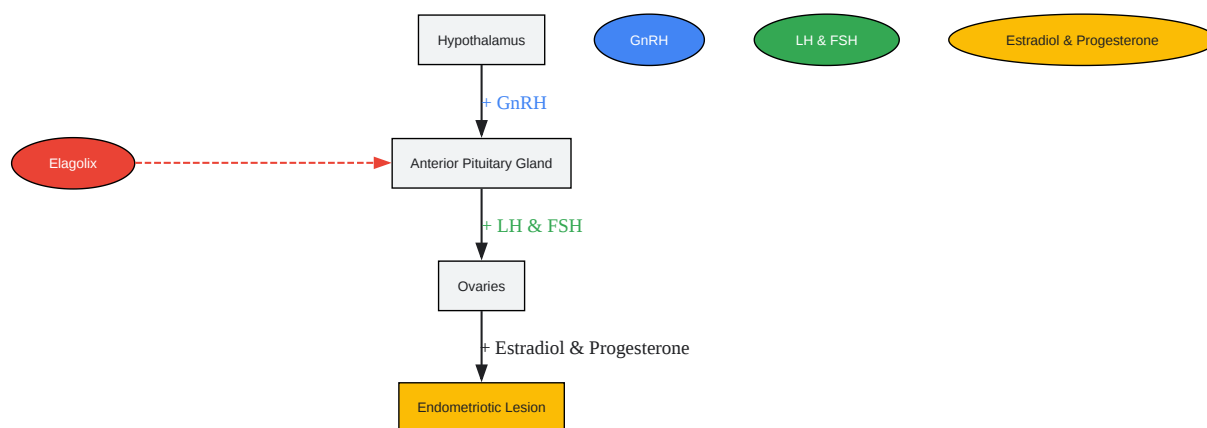 Hypothalamus
GnRH
LH & FSH
Estradiol & Progesterone
+ GnRH
Elagolix
Anterior Pituitary Gland
+ LH & FSH
Ovaries
+ Estradiol & Progesterone
Endometriotic Lesion